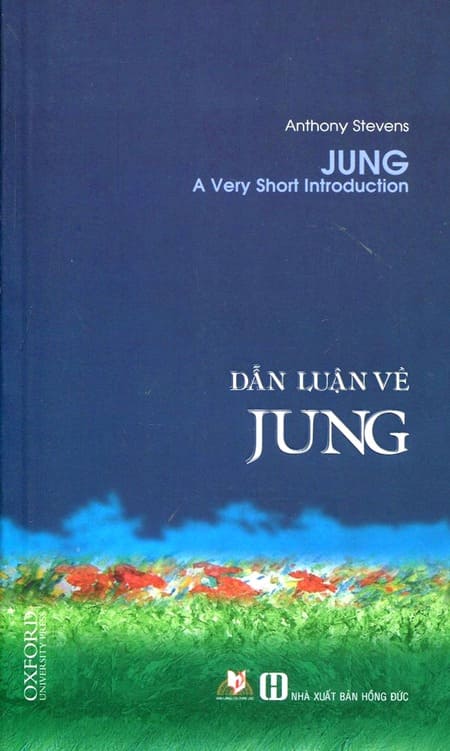 Anthony Stevens
JUNG
A Very Short Introduction
DẪN LUẬN VỀ
JUNG
OXFORD
UNIVERSITY PRESS
NHÀ XUẤT BẢN HỒNG ĐỨC